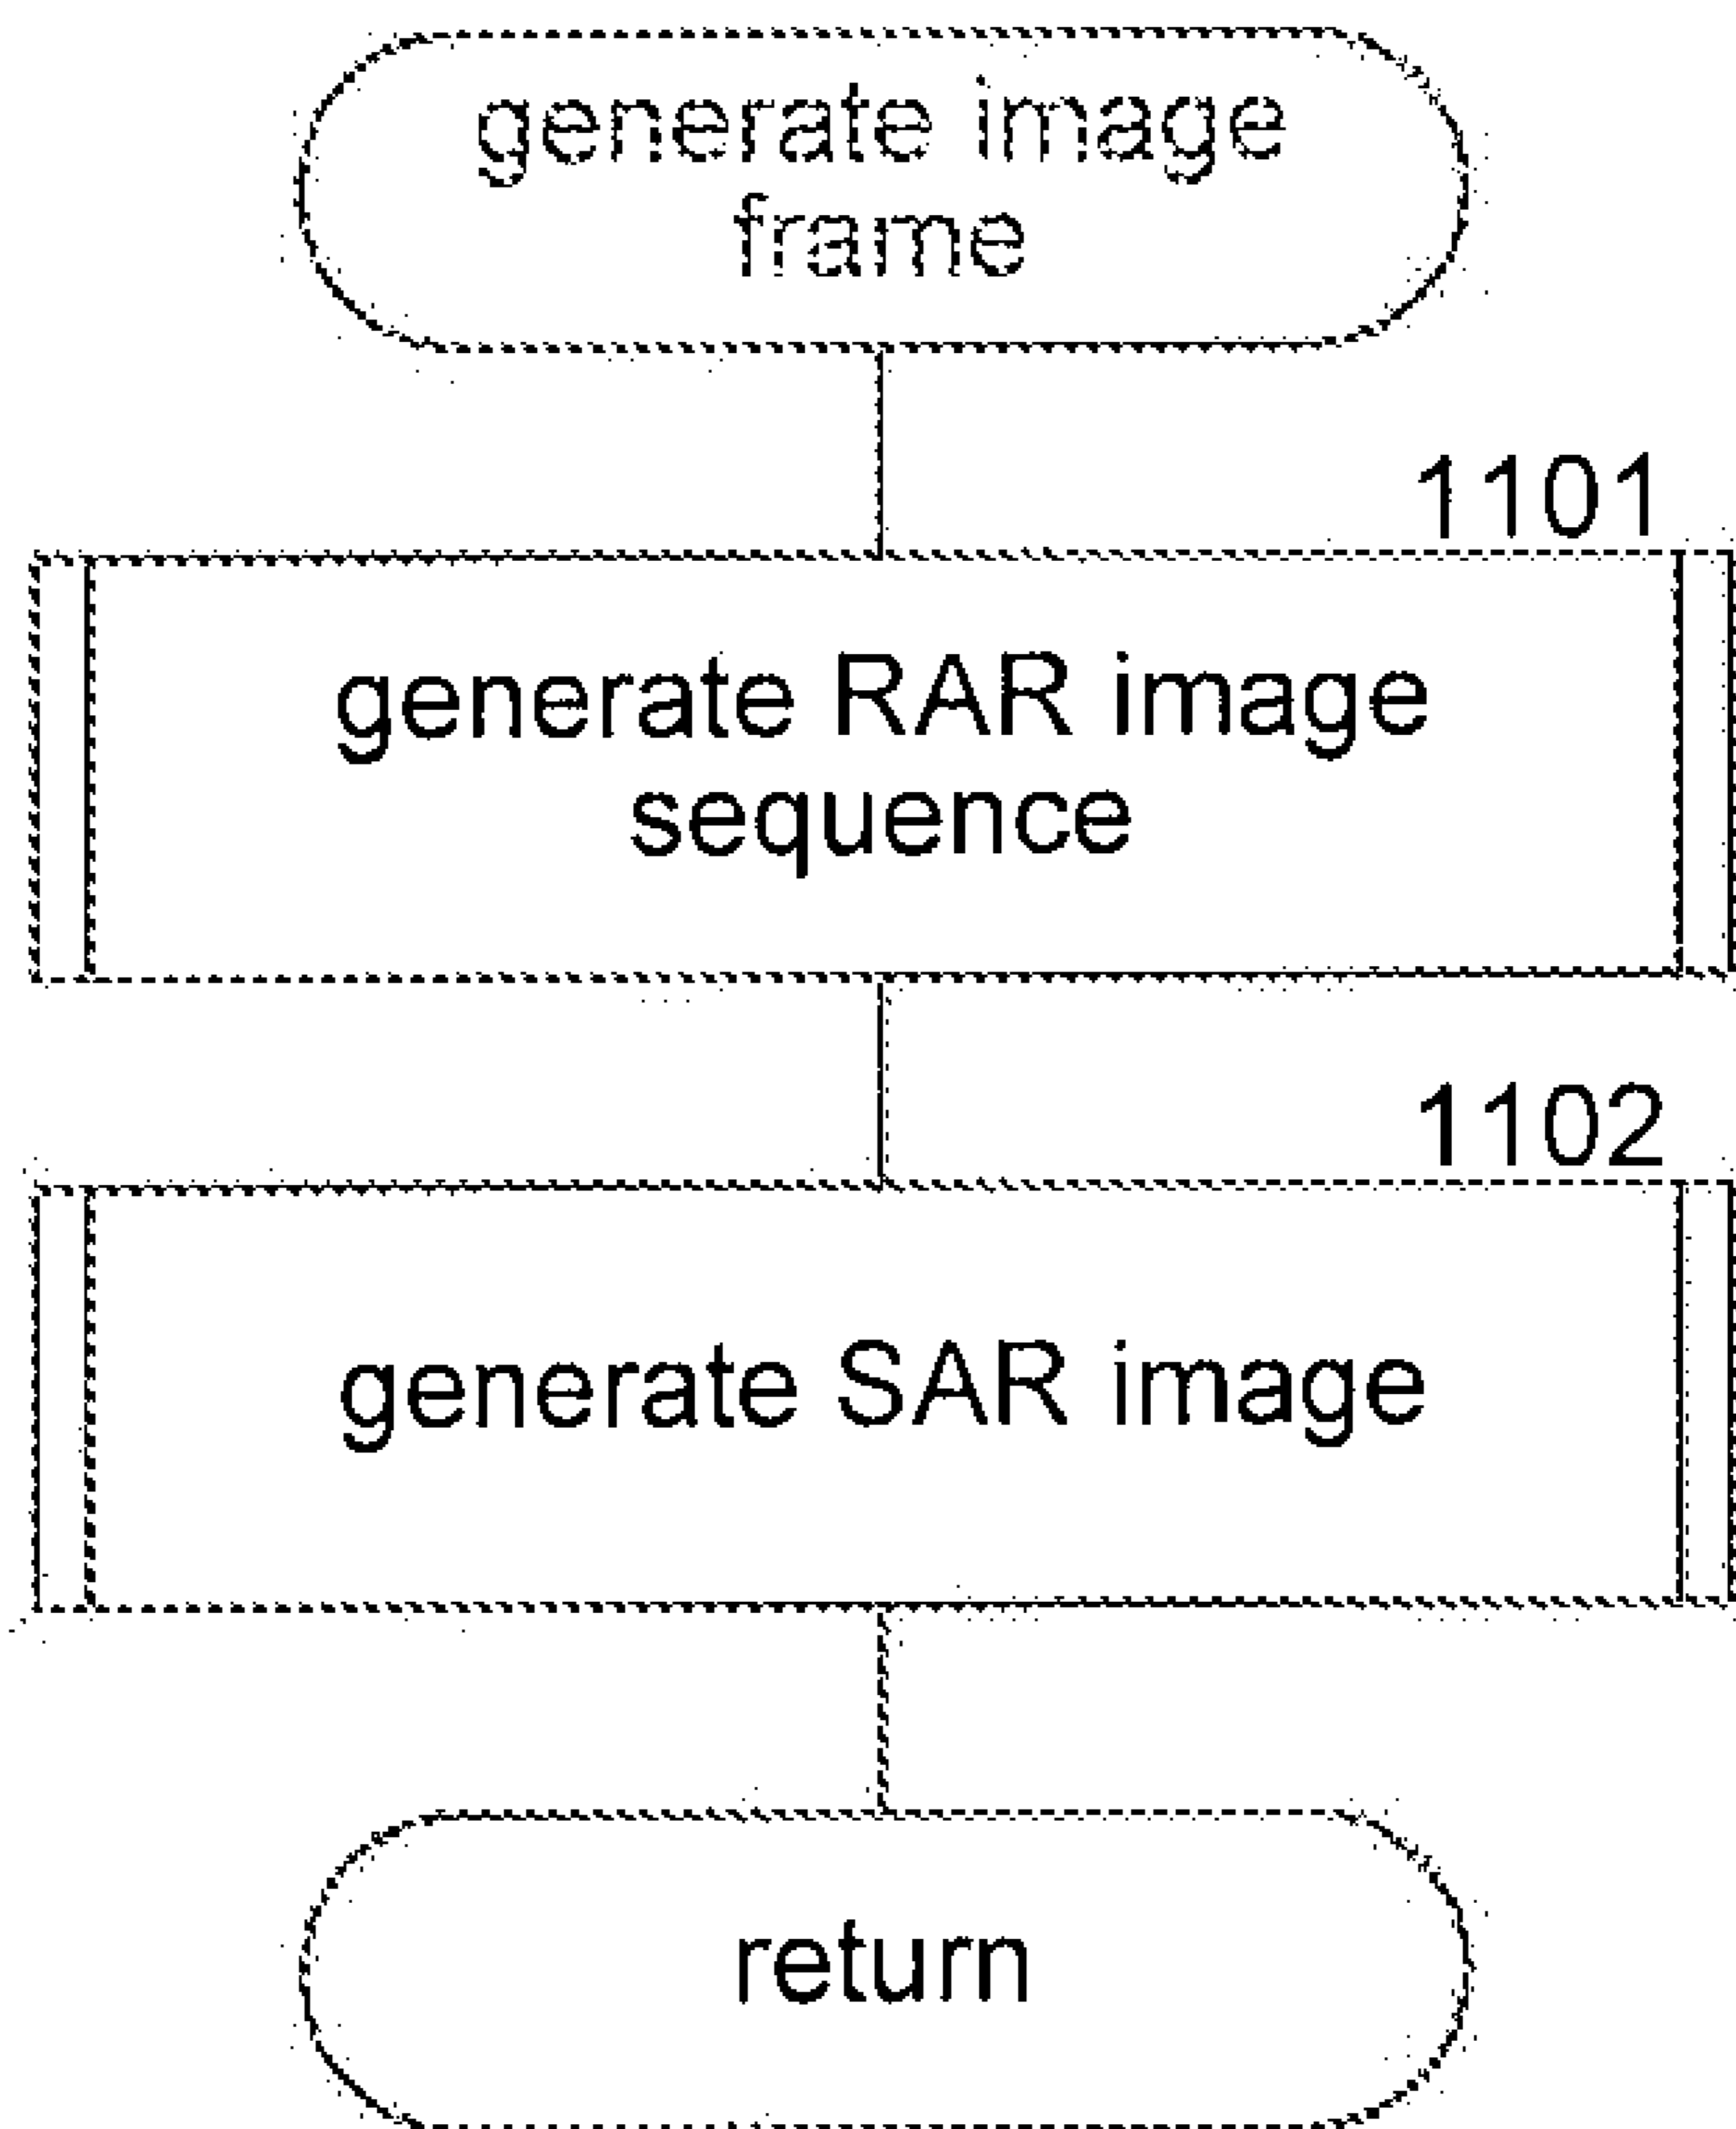 generate image
frame
1101
generate RAR image
sequence
1102
generate SAR image
return